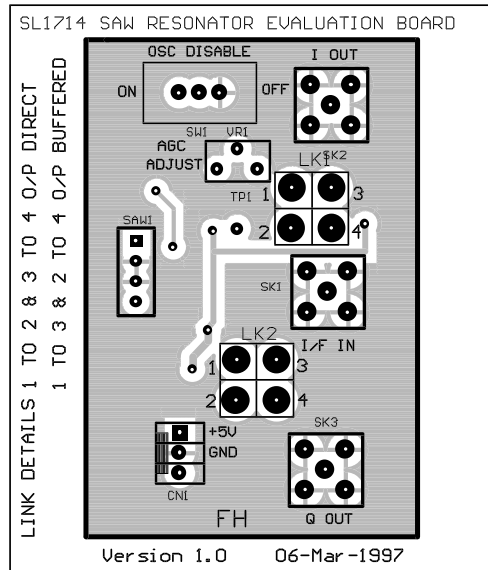 SL1714 SAW RESONATOR EVALUATION BOARD
LINK DETAILS 1 TO 2 & 3 TO 4 O/P DIRECT
1 TO 3 & 2 TO 4 O/P BUFFERED
OSC DISABLE
I OUT
ON
OFF
SW1
VR1
AGC
ADJUST
LK1
SK2
TP1
1
3
2
4
SAW1
SK1
I/F IN
LK2
1
3
2
4
SK3
+5V
GND
CN1
FH
Q OUT
Version 1.0
06-Mar-1997